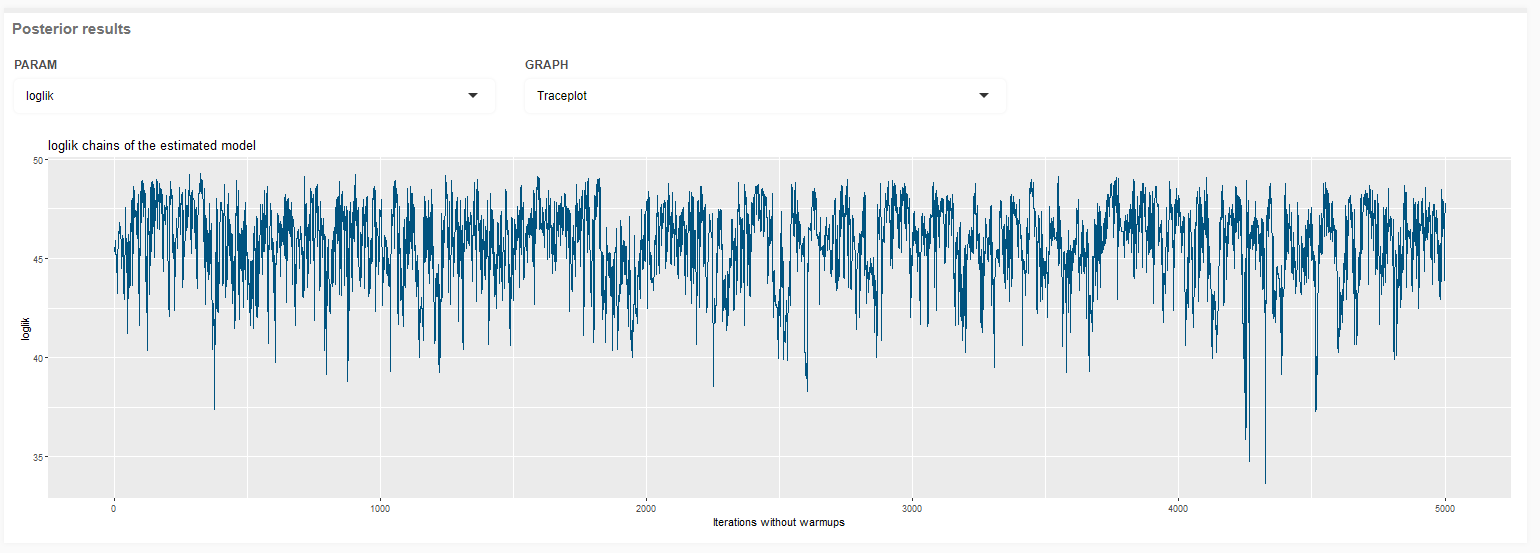 Posterior results
PARAM
GRAPH
loglik
Traceplot
loglik chains of the estimated model
50
45
40
35
loglik
0
1000
2000
3000
4000
5000
Iterations without warmups